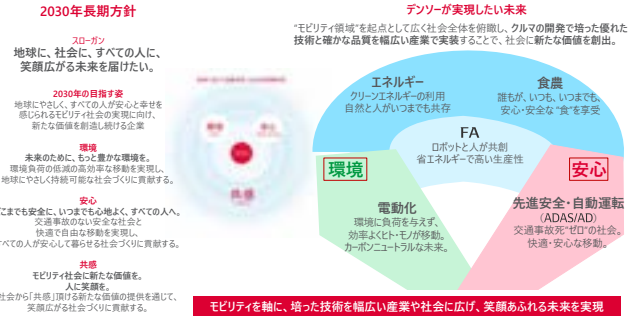 2030年長期方針
スローガン
地球に、社会に、すべての人に、
笑顔広がる未来を届けたい。
2030年の目指す姿
地球にやさしく、すべての人が安心と幸せを
感じられるモビリティ社会の実現に向け、
新たな価値を創造し続ける企業
環境
未来のために、もっと豊かな環境を。
環境負荷の低減の高効率な移動を実現し、
地球にやさしく持続可能な社会づくりに貢献する。
安心
こまでも安全に、いつまでも心地よく、すべての人へ。
交通事故のない安全な社会と
快適で自由な移動を実現し、
べての人が安心して暮らせる社会づくりに貢献する。
共感
モビリティ社会に新たな価値を。
人に笑顔を。
社会から「共感」頂ける新たな価値の提供を通じて、
笑顔広がる社会づくりに貢献する。
環境
安心
共感
デンソーが実現したい未来
"モビリティ領域"を起点として広く社会全体を俯瞰し、クルマの開発で培った優れた
技術と確かな品質を幅広い産業で実装することで、社会に新たな価値を創出。
エネルギー
クリーンエネルギーの利用
自然と人がいつまでも共存
食農
誰もが、いつも、いつまでも、
安心・安全な"食"を享受
FA
ロボットと人が共創
省エネルギーで高い生産性
環境
安心
電動化
環境に負荷を与えず、
効率よくヒト・モノが移動。
カーボンニュートラルな未来。
先進安全・自動運転
(ADAS/AD)
交通事故死"ゼロ"の社会。
快適・安心な移動。
モビリティを軸に、培った技術を幅広い産業や社会に広げ、笑顔あふれる未来を実現